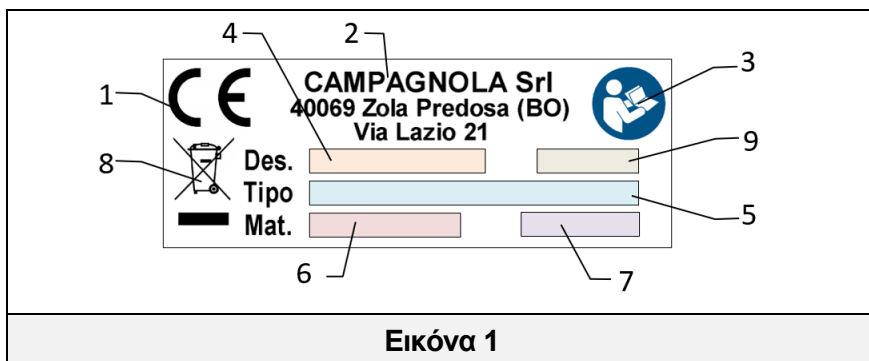 4
2
CE
CAMPAGNOLA Srl
40069 Zola Predosa (BO)
Via Lazio 21
3
1
9
8
Des.
Tipo
5
Mat.
6
7
Εικόνα 1